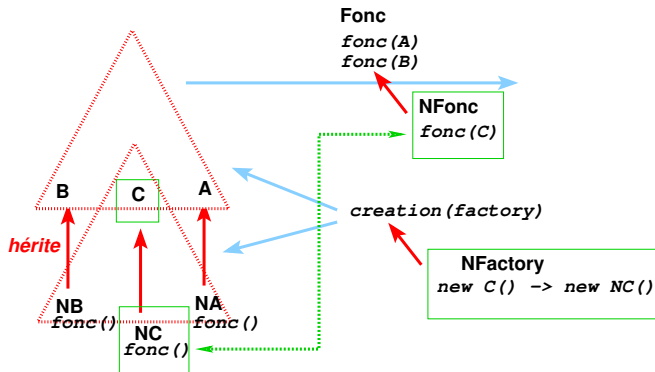 Fonc
fonc(A)
fonc(B)
NFonc
fonc(C)
B
C
A
creation(factory)
hérite
NFactory
new C() -> new NC()
NB
fonc()
NC
fonc()
NA
fonc()